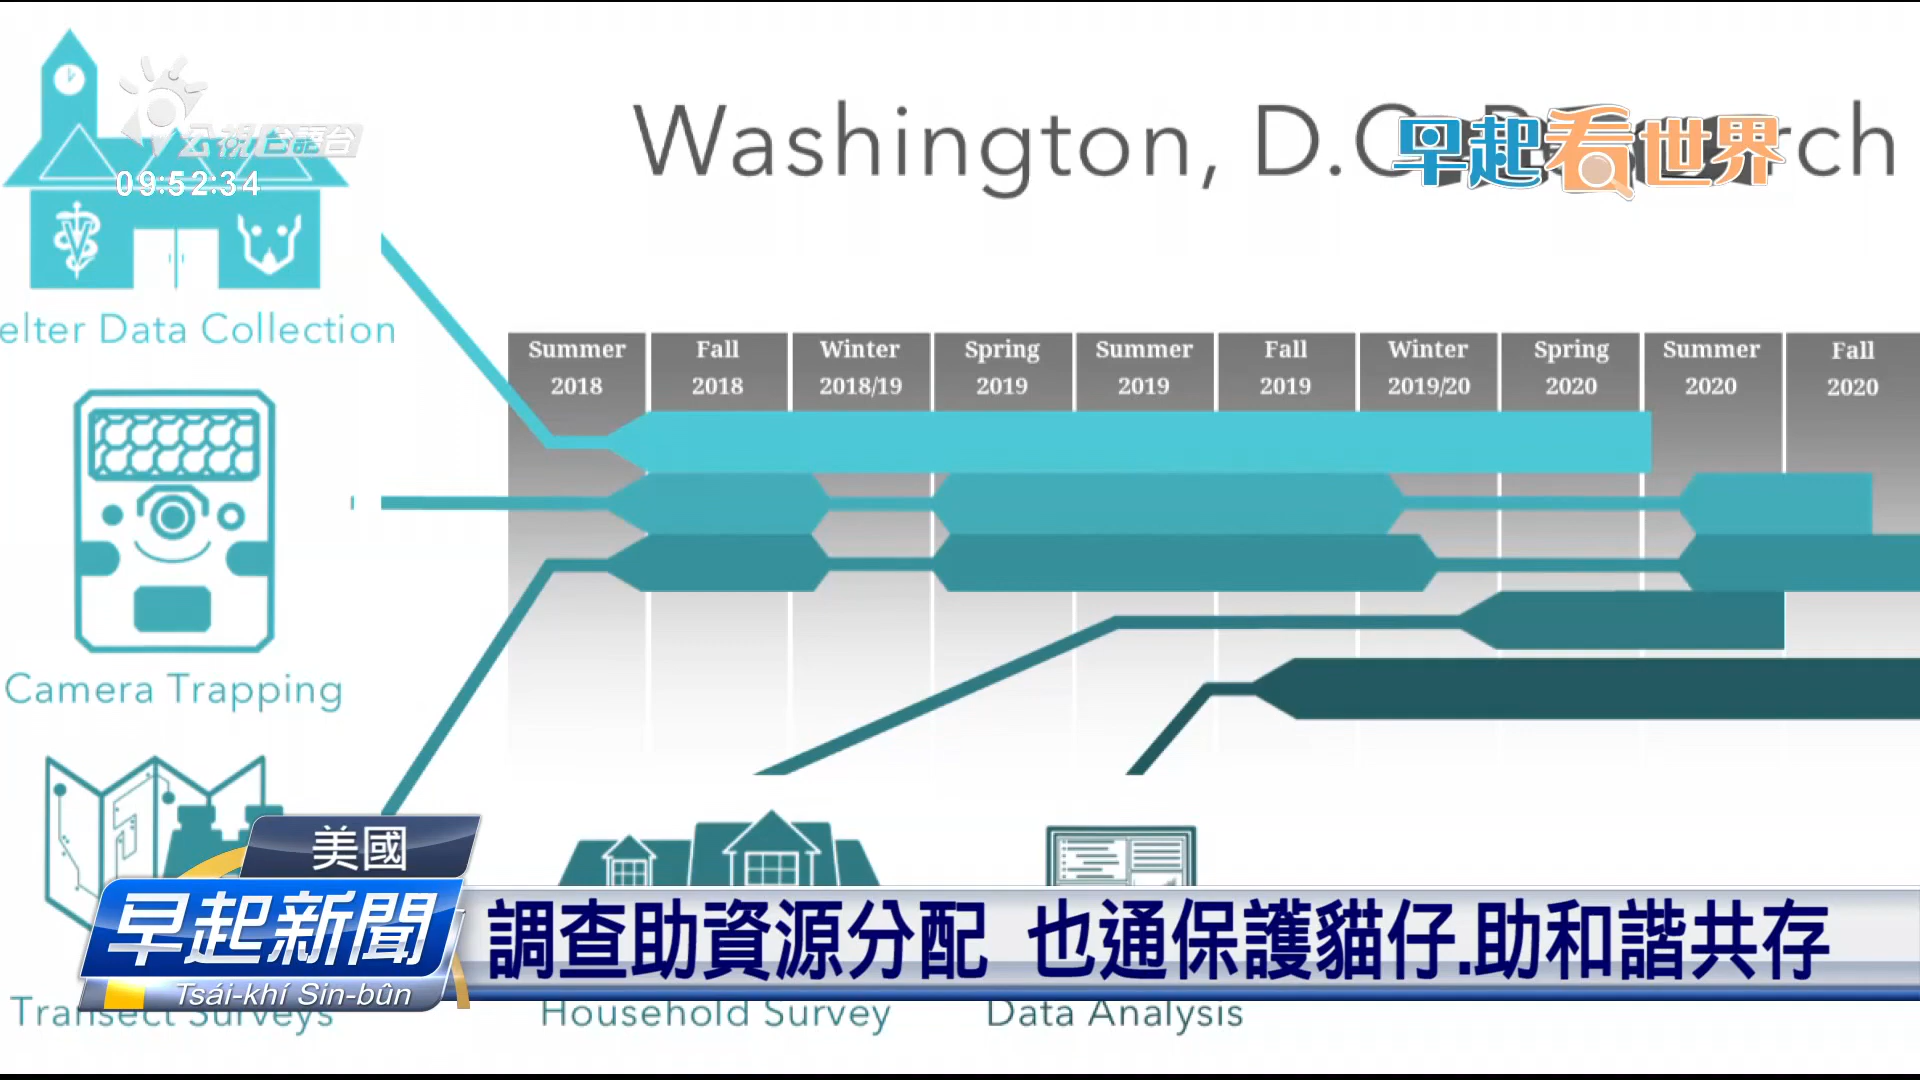 公視台語台
09:52:34
Washington, D.C. Research
早起看世界
elter Data Collection
Camera Trapping
Summer 2018
Fall 2018
Winter 2018/19
Spring 2019
Summer 2019
Fall 2019
Winter 2019/20
Spring 2020
Summer 2020
Fall 2020
美國
早起新聞
Tsái-khí Sin-bûn
調查助資源分配 也通保護貓仔.助和諧共存
Transect Surveys
Household Survey
Data Analysis